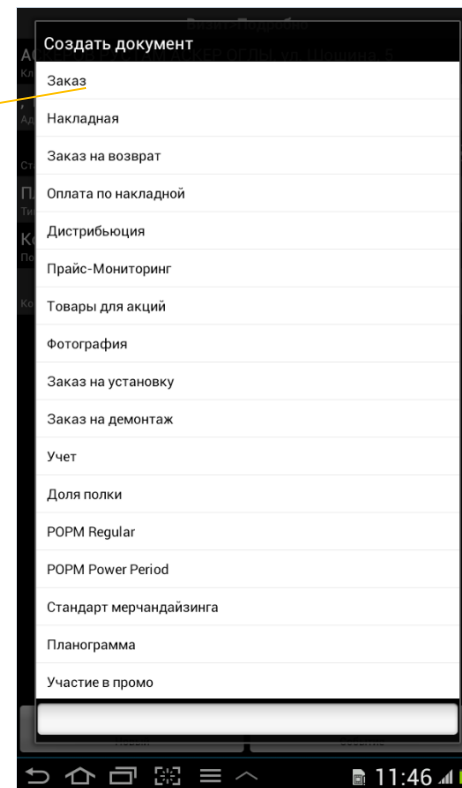 Визит-Подробно
Создать документ
Заказ
Накладная
Заказ на возврат
Оплата по накладной
Дистрибьюция
Прайс-Мониторинг
Товары для акций
Фотография
Заказ на установку
Заказ на демонтаж
Учет
Доля полки
POPM Regular
POPM Power Period
Стандарт мерчандайзинга
Планограмма
Участие в промо
11:46